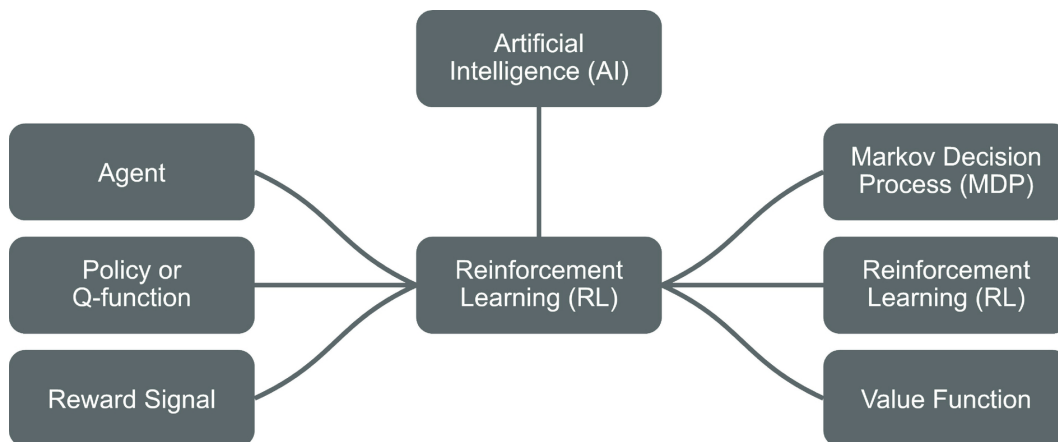 Artificial
Intelligence (AI)
Agent
Policy or
Q-function
Reward Signal
Reinforcement
Learning (RL)
Markov Decision
Process (MDP)
Reinforcement
Learning (RL)
Value Function